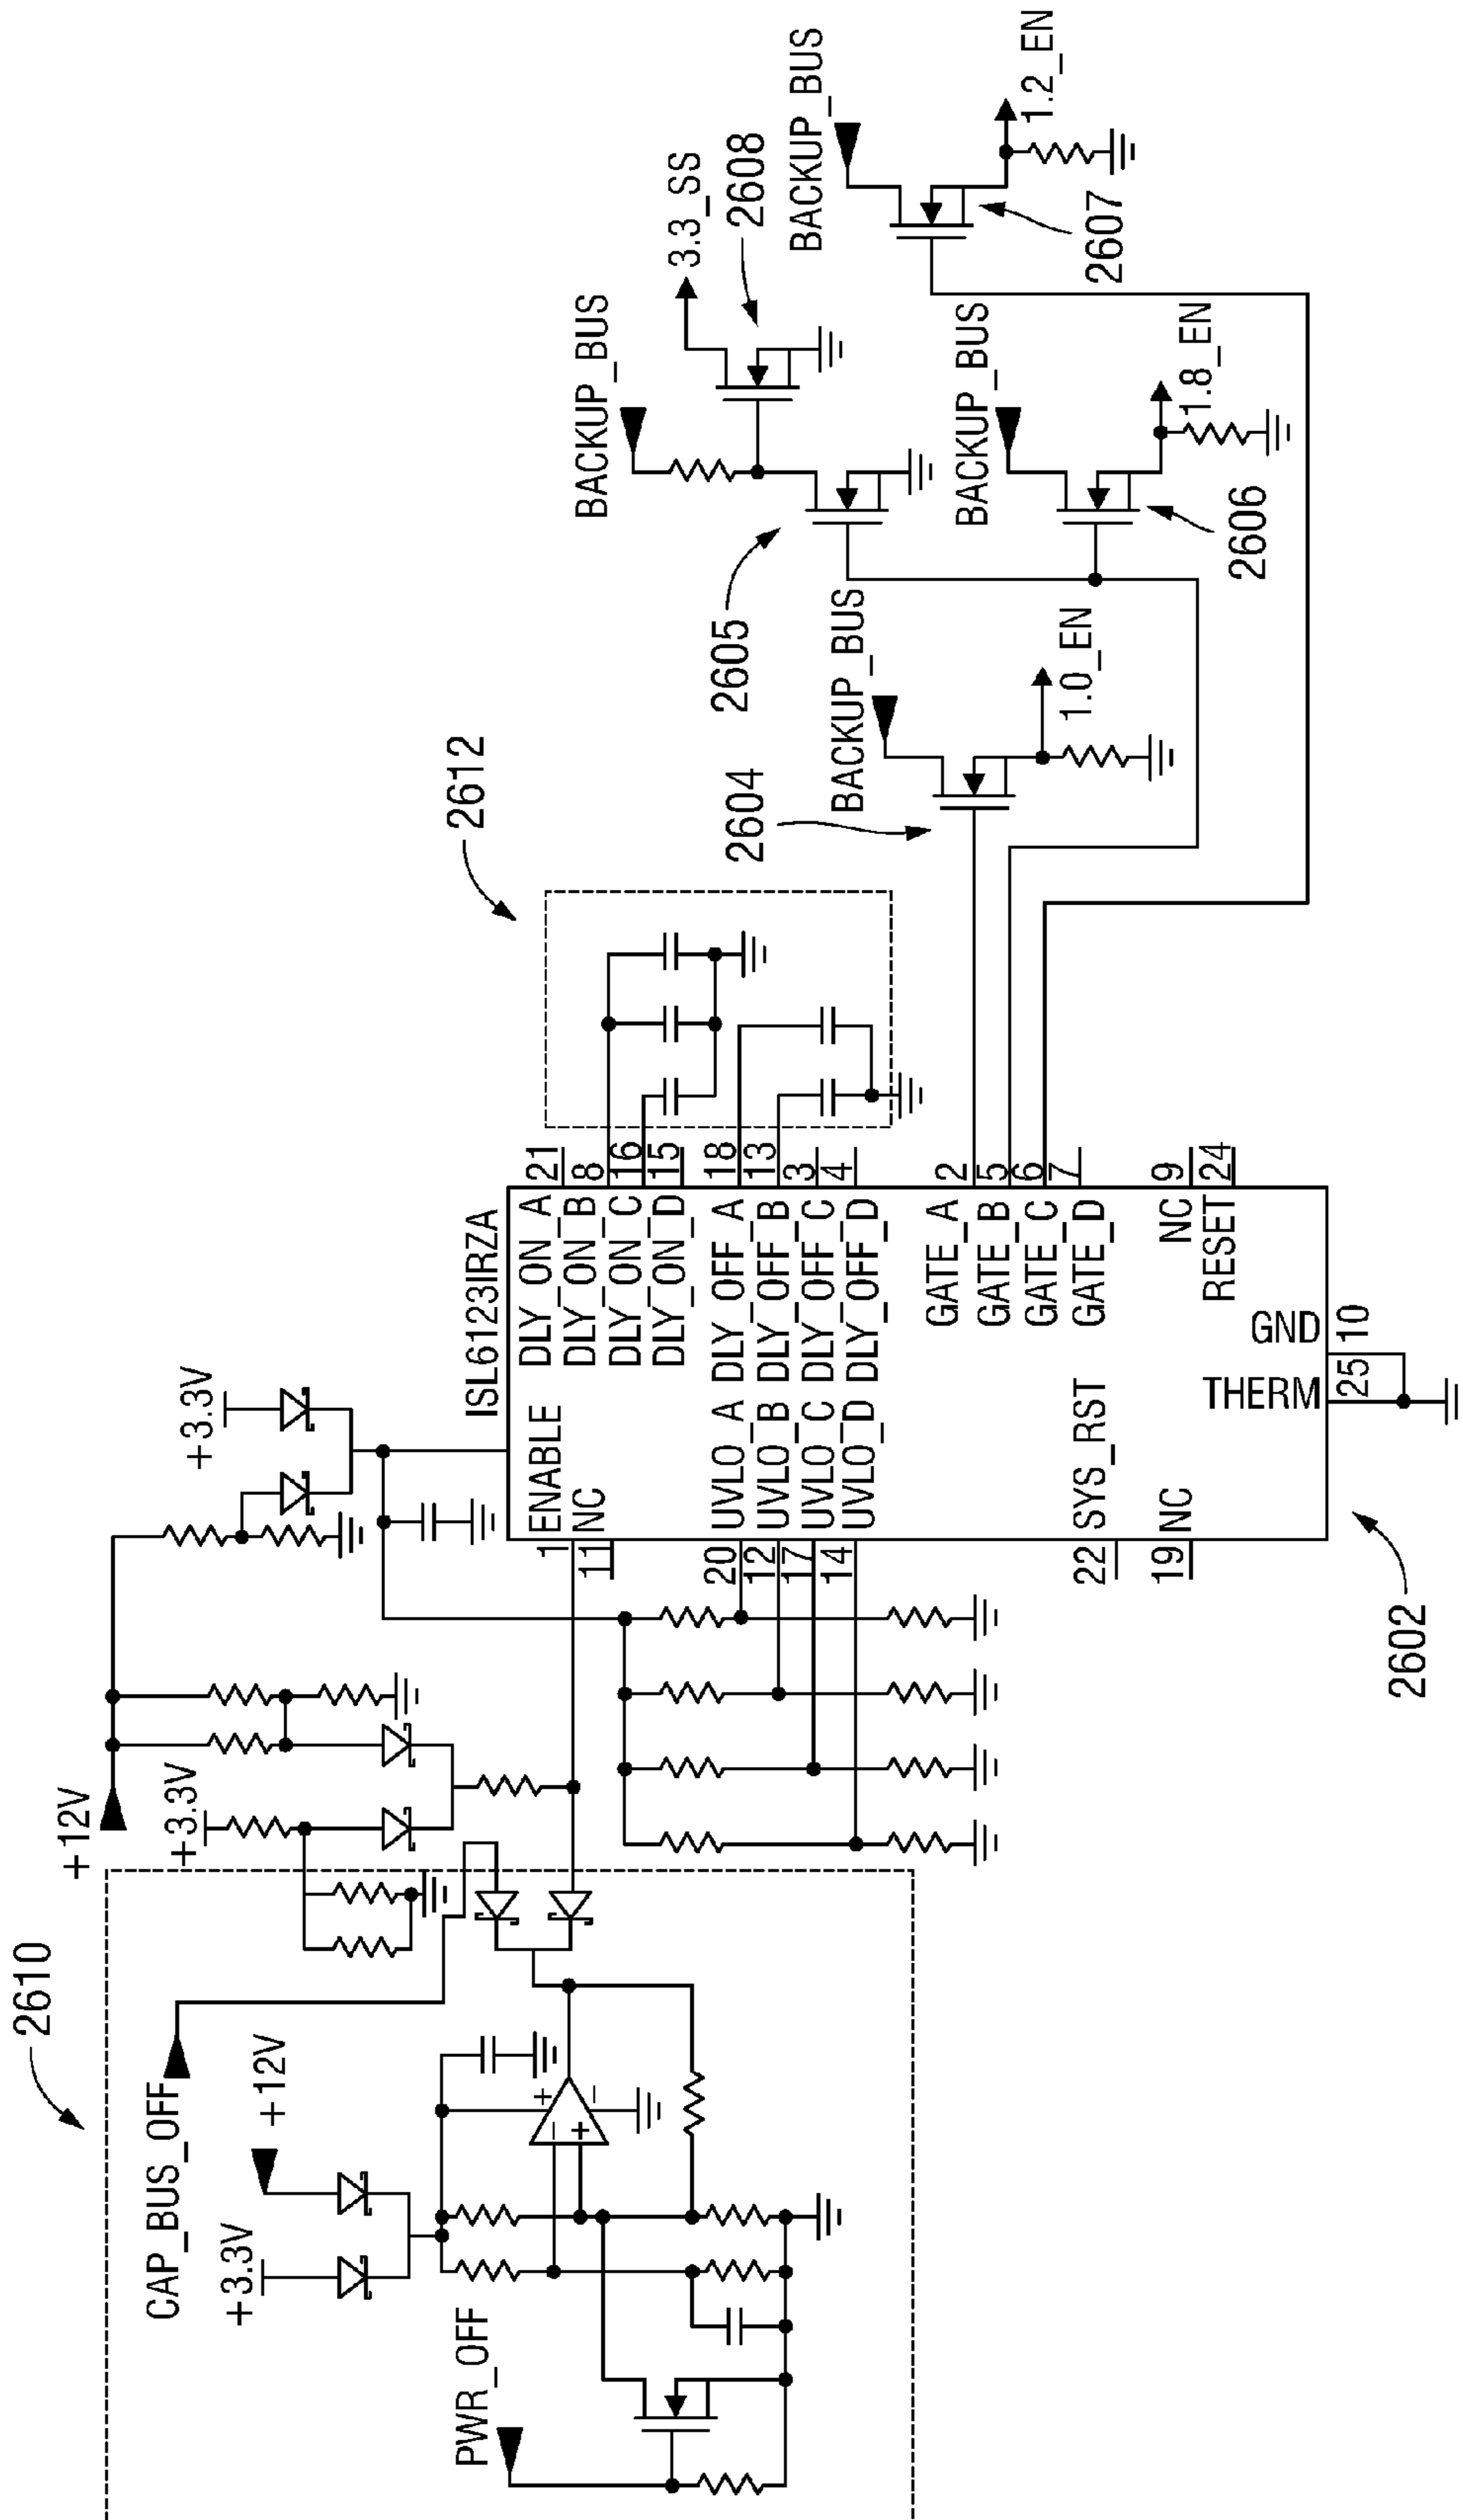 2610
CAP_BUS_OFF
+12V
+3.3V
PWR_OFF
+12V
+3.3V
+3.3V
ISL6123IRZA
ENABLE
NC
1
11
UVLO_A
UVLO_B
UVLO_C
UVLO_D
20
12
17
14
SYS_RST
22
NC
19
DLY_ON_A
DLY_ON_B
DLY_ON_C
DLY_ON_D
21
8
16
15
DLY_OFF_A
DLY_OFF_B
DLY_OFF_C
DLY_OFF_D
18
13
3
4
GATE_A
GATE_B
GATE_C
GATE_D
2
5
6
7
NC
RESET
9
24
GND
THERM
10
25
2602
2612
2604
BACKUP_BUS
1.0_EN
2605
BACKUP_BUS
3.3_SS
2608
BACKUP_BUS
1.8_EN
2606
BACKUP_BUS
1.2_EN
2607